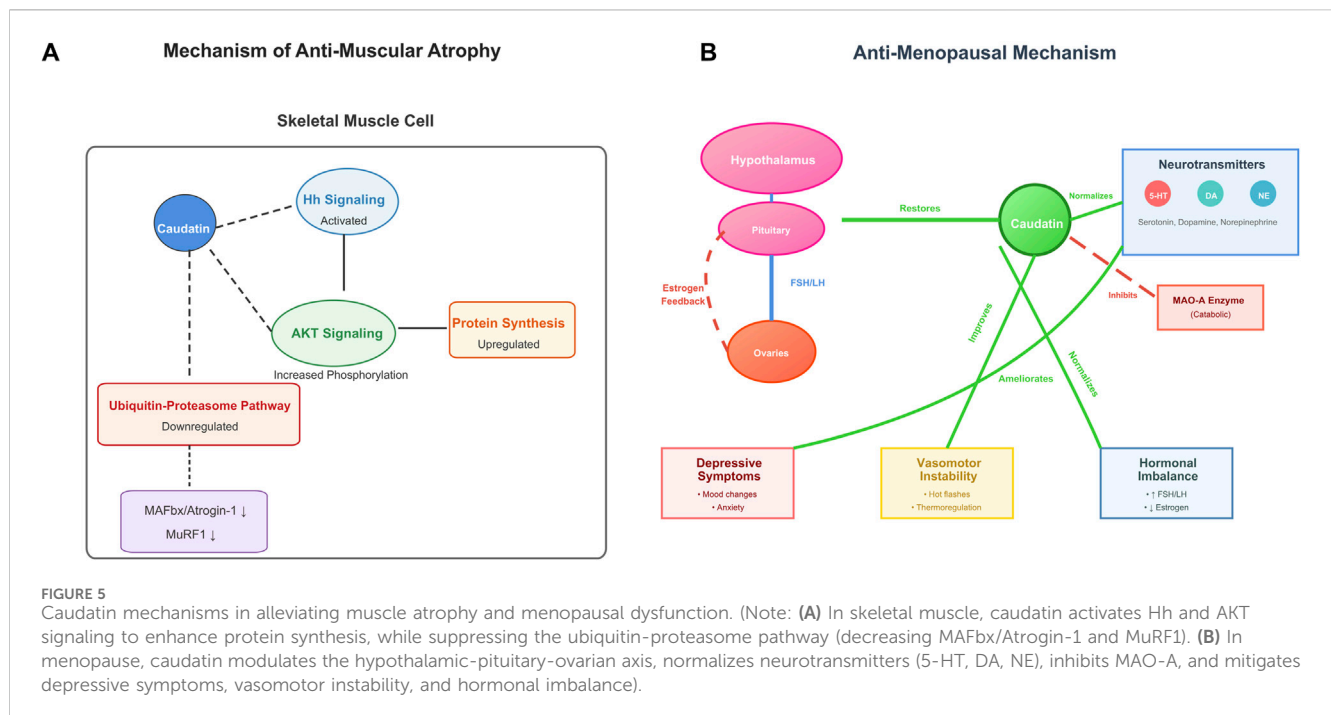 A
Mechanism of Anti-Muscular Atrophy
Skeletal Muscle Cell
Caudatin
Hh Signaling
Activated
AKT Signaling
Increased Phosphorylation
Protein Synthesis
Upregulated
Ubiquitin-Proteasome Pathway
Downregulated
MAFbx/Atrogin-1 ↓
MuRF1 ↓
B
Anti-Menopausal Mechanism
Hypothalamus
Pituitary
Estrogen
Feedback
FSH/LH
Ovaries
Restores
Caudatin
Normalizes
Neurotransmitters
5-HT
DA
NE
Serotonin, Dopamine, Norepinephrine
Inhibits
MAO-A Enzyme
(Catabolic)
Improves
Ameliorates
Normalizes
Depressive
Symptoms
• Mood changes
• Anxiety
Vasomotor
Instability
• Hot flashes
• Thermoregulation
Hormonal
Imbalance
• ↑ FSH/LH
• ↓ Estrogen
FIGURE 5
Caudatin mechanisms in alleviating muscle atrophy and menopausal dysfunction. (Note: (A) In skeletal muscle, caudatin activates Hh and AKT
signaling to enhance protein synthesis, while suppressing the ubiquitin-proteasome pathway (decreasing MAFbx/Atrogin-1 and MuRF1). (B) In
menopause, caudatin modulates the hypothalamic-pituitary-ovarian axis, normalizes neurotransmitters (5-HT, DA, NE), inhibits MAO-A, and mitigates
depressive symptoms, vasomotor instability, and hormonal imbalance).